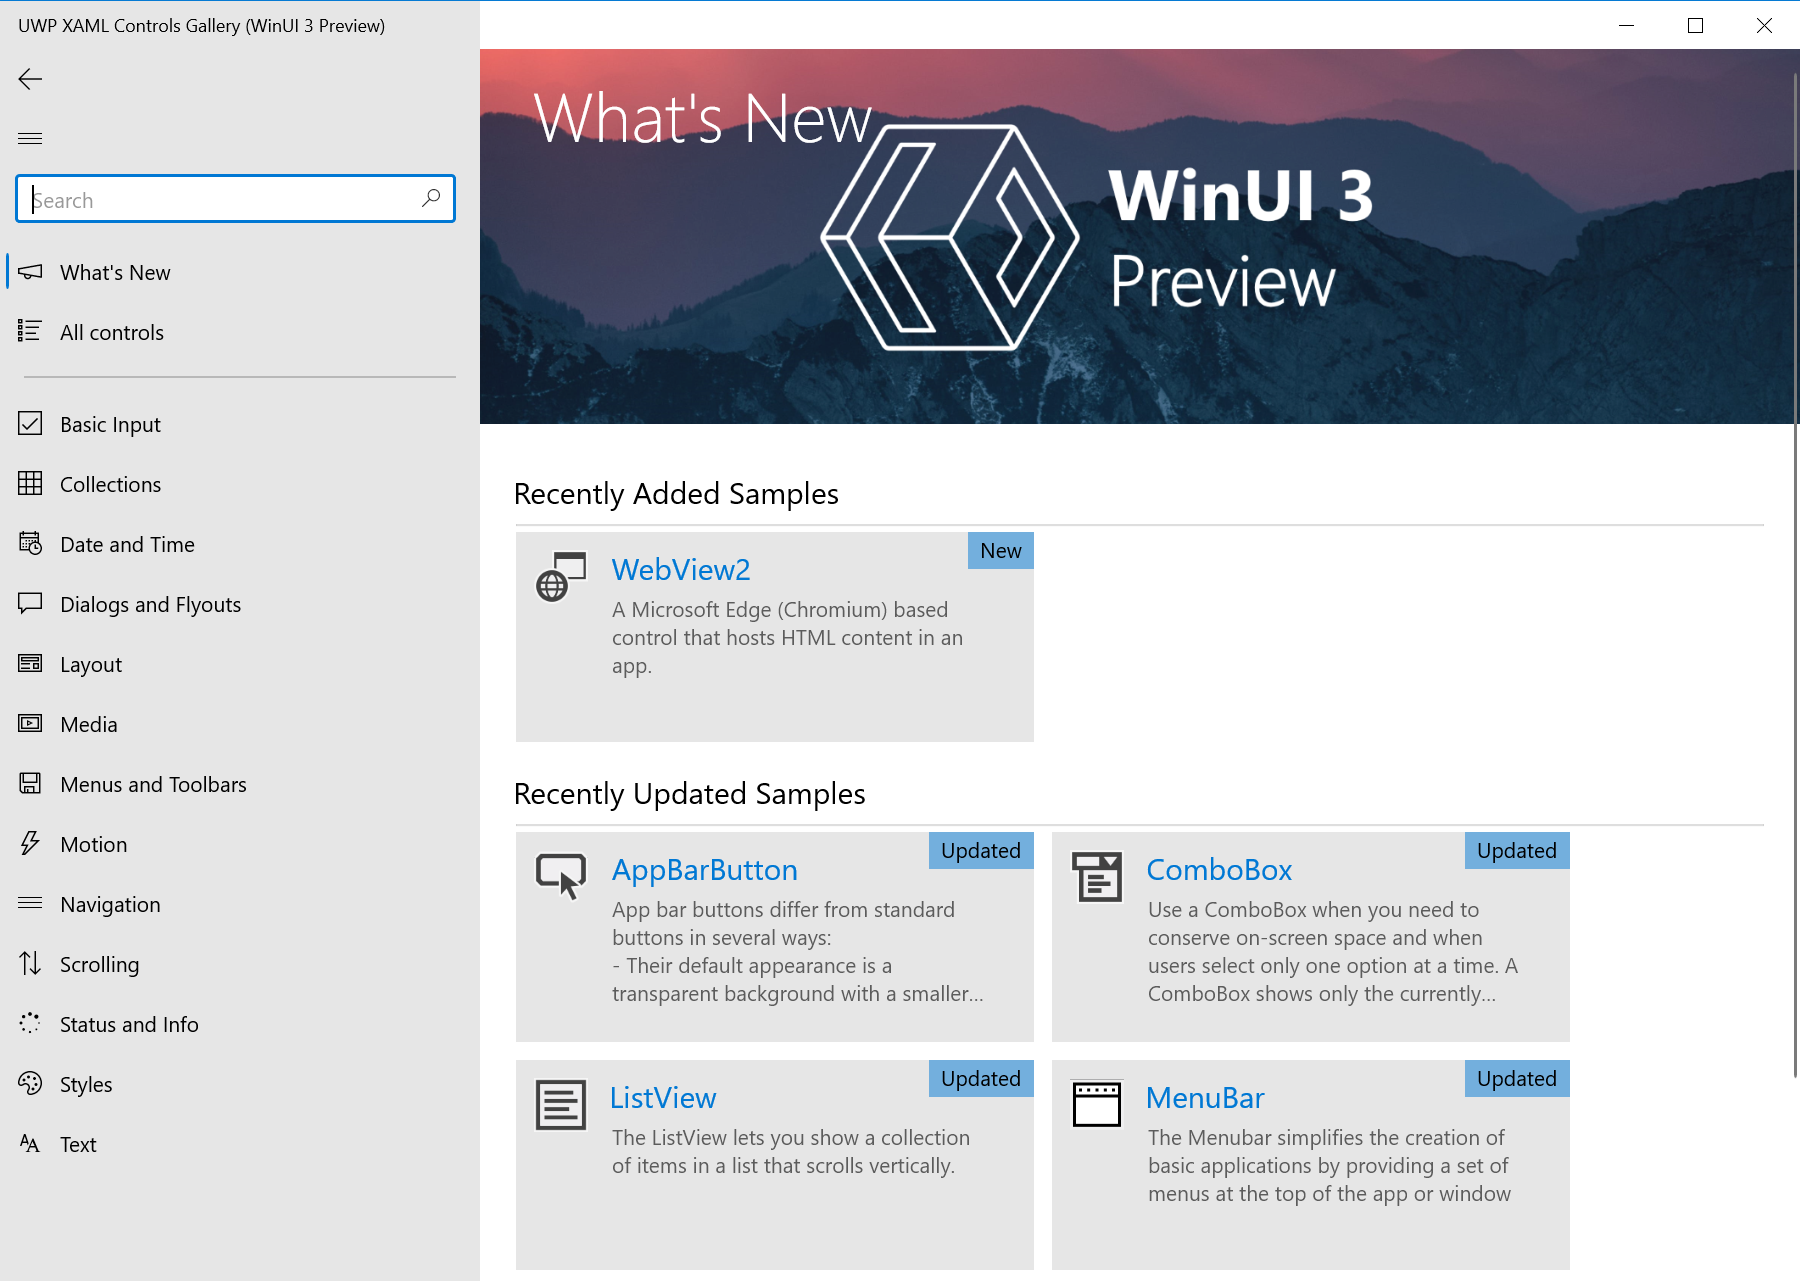 UWP XAML Controls Gallery (WinUI 3 Preview)
Search
What's New
All controls
Basic Input
Collections
Date and Time
Dialogs and Flyouts
Layout
Media
Menus and Toolbars
Motion
Navigation
Scrolling
Status and Info
Styles
Text
What's New
WinUI 3
Preview
Recently Added Samples
New
WebView2
A Microsoft Edge (Chromium) based
control that hosts HTML content in an
app.
Recently Updated Samples
Updated
AppBarButton
App bar buttons differ from standard
buttons in several ways:
- Their default appearance is a
transparent background with a smaller...
Updated
ComboBox
Use a ComboBox when you need to
conserve on-screen space and when
users select only one option at a time. A
ComboBox shows only the currently...
Updated
ListView
The ListView lets you show a collection
of items in a list that scrolls vertically.
Updated
MenuBar
The Menubar simplifies the creation of
basic applications by providing a set of
menus at the top of the app or window